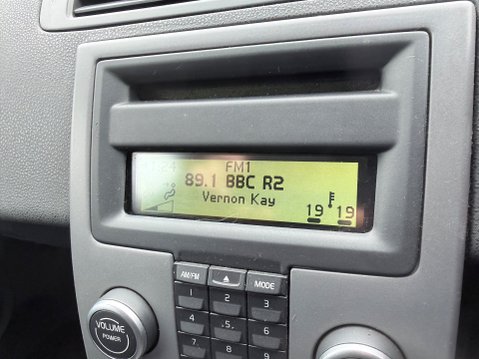 FM1
89.1 BBC R2
Vernon Kay
19 19
AM/FM MODE
1 2 3
4 5 6
7 8 9
VOLUME
POWER